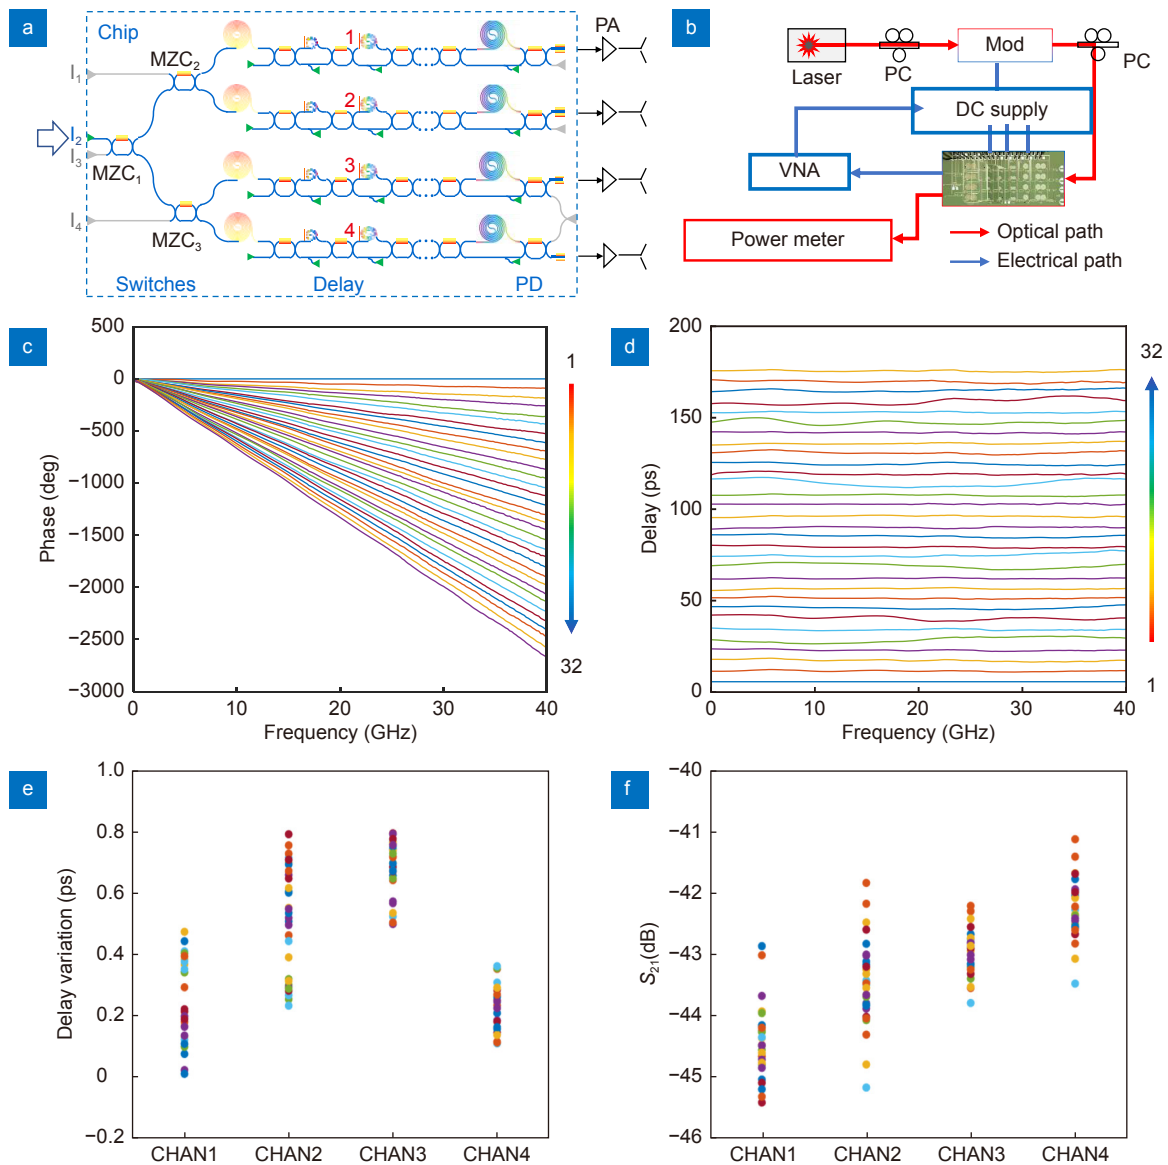 a
Chip
MZC2
I1
I2
I3
MZC1
I4
MZC3
1
2
3
4
PA
Switches
Delay
PD
b
Laser
PC
Mod
PC
DC supply
VNA
Power meter
Optical path
Electrical path
c
500
0
−500
−1000
−1500
−2000
−2500
−3000
Phase (deg)
0
10
20
30
40
Frequency (GHz)
1
32
d
200
150
100
50
0
Delay (ps)
0
10
20
30
40
Frequency (GHz)
32
1
e
1.0
0.8
0.6
0.4
0.2
0
−0.2
Delay variation (ps)
CHAN1
CHAN2
CHAN3
CHAN4
f
−40
−41
−42
−43
−44
−45
−46
S21(dB)
CHAN1
CHAN2
CHAN3
CHAN4